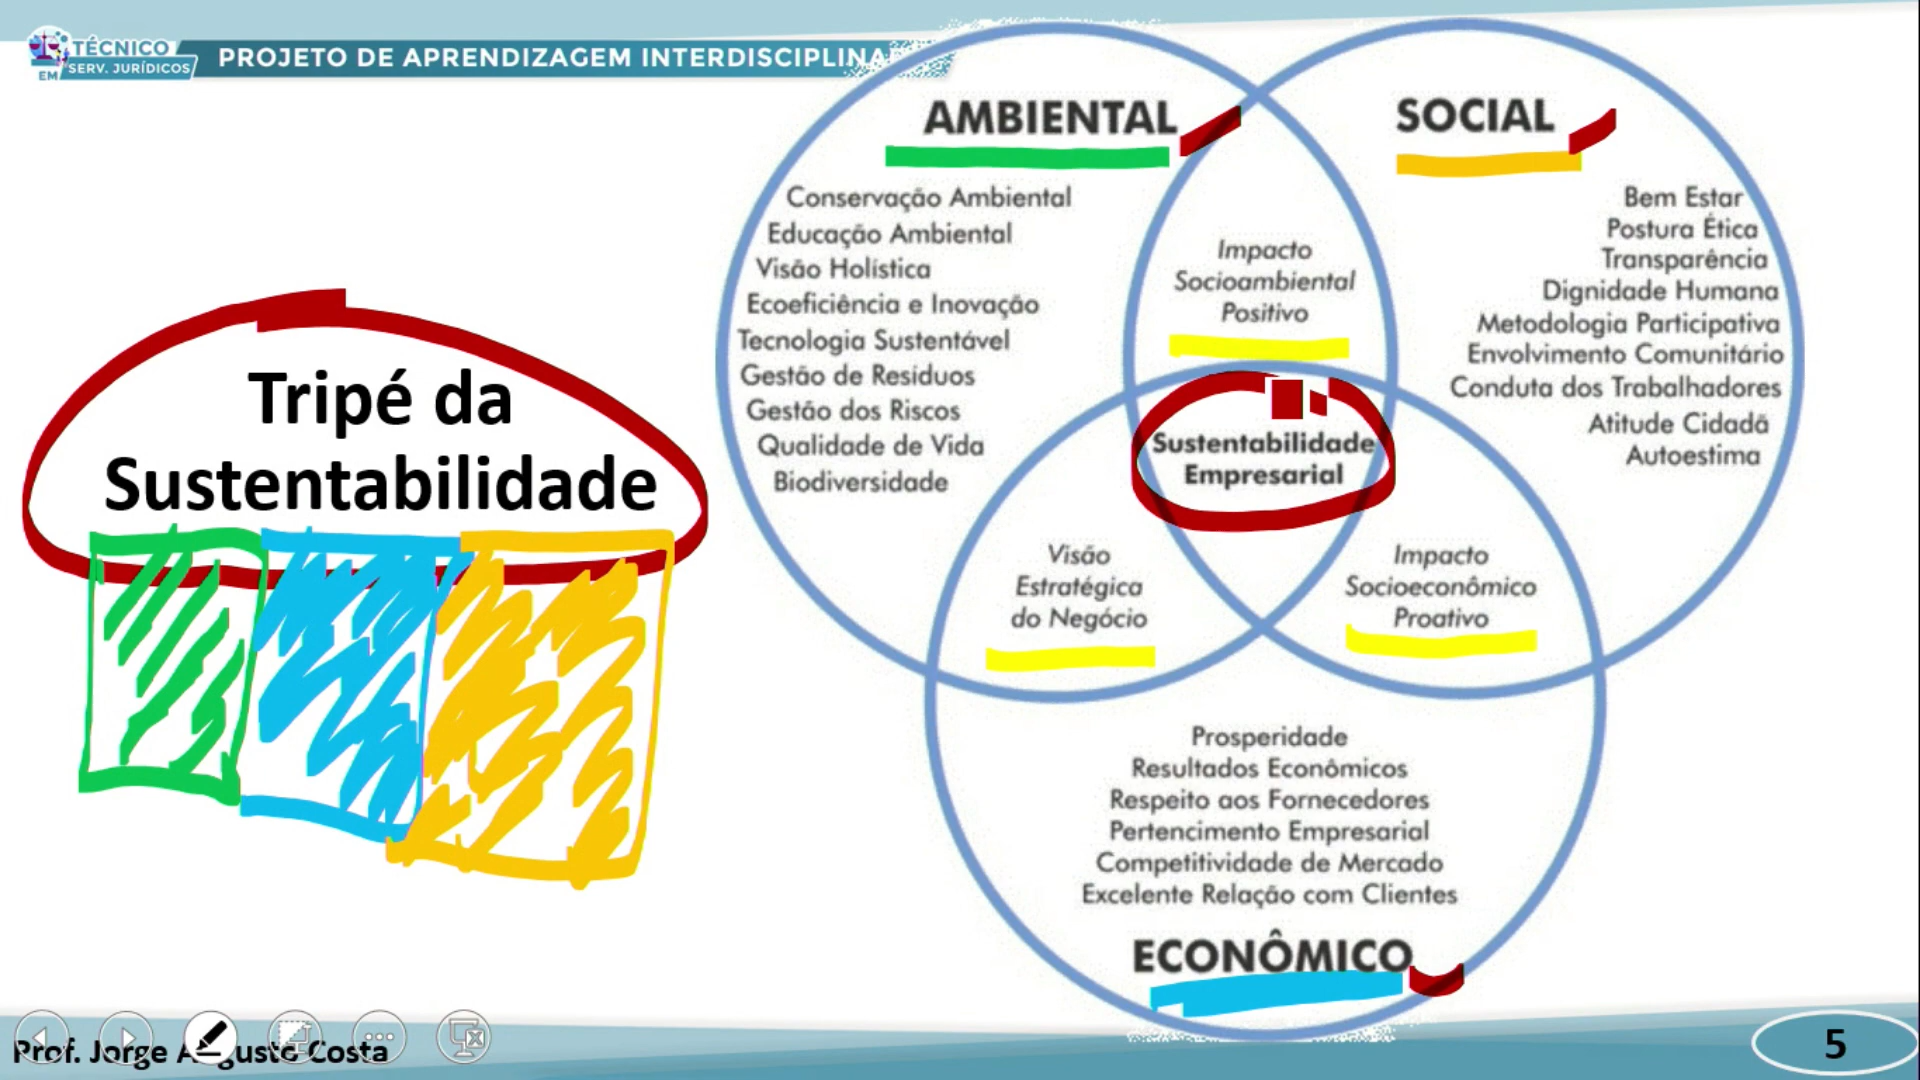 TÉCNICO
EM SERV. JURÍDICOS
PROJETO DE APRENDIZAGEM INTERDISCIPLINA
Tripé da
Sustentabilidade
AMBIENTAL
Conservação Ambiental
Educação Ambiental
Visão Holística
Ecoeficiência e Inovação
Tecnologia Sustentável
Gestão de Resíduos
Gestão dos Riscos
Qualidade de Vida
Biodiversidade
SOCIAL
Bem Estar
Postura Ética
Transparência
Dignidade Humana
Metodologia Participativa
Envolvimento Comunitário
Conduta dos Trabalhadores
Atitude Cidadã
Autoestima
Impacto
Socioambiental
Positivo
Sustentabilidade
Empresarial
Visão
Estratégica
do Negócio
Impacto
Socioeconômico
Proativo
Prosperidade
Resultados Econômicos
Respeito aos Fornecedores
Pertencimento Empresarial
Competitividade de Mercado
Excelente Relação com Clientes
ECONÔMICO
Prof. Jorge Augusto Costa
5